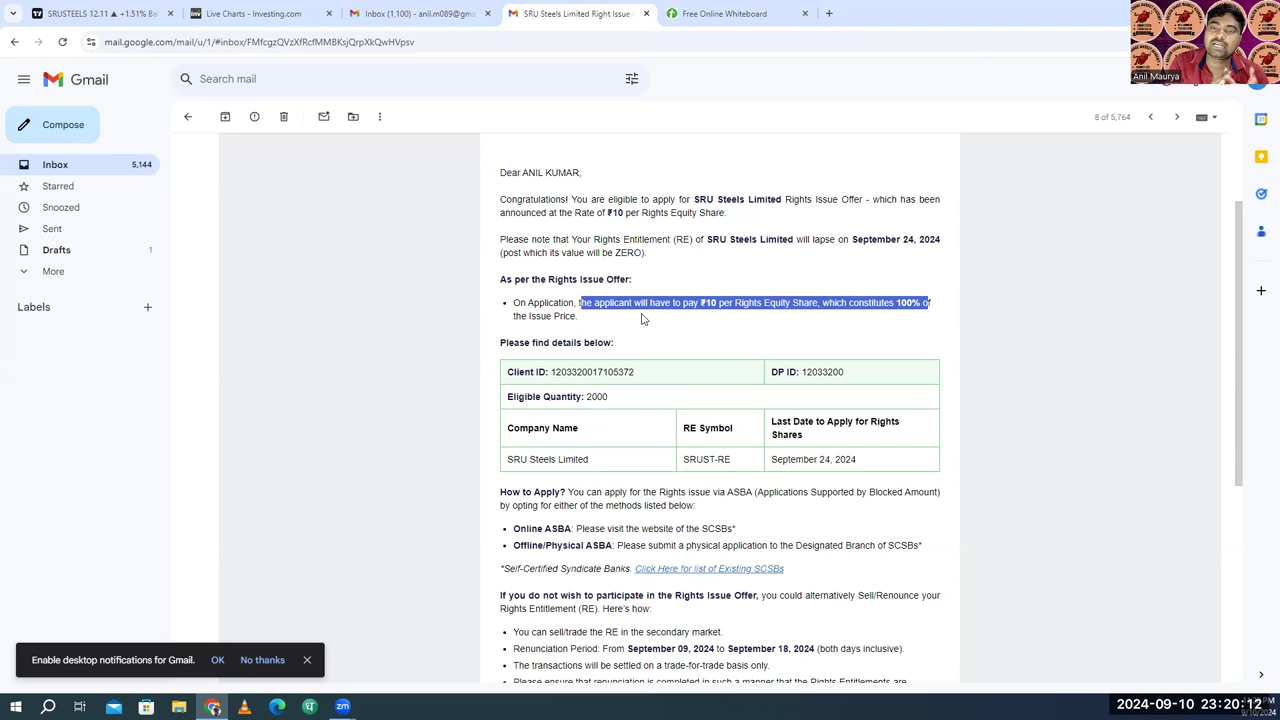 SRUSTEELS 12.11 ▲ +1.51%
Live Charts - Investing.com
Inbox (1,100) - anil.m089@gma
SRU Steels Limited Right Issue
Free Online Whiteboard
mail.google.com/mail/u/1/#inbox/FMfcgzQVzXfRcfMMBKsjQrpXkQwHVpsv
Anil Maurya
Gmail
Search mail
Compose
8 of 5,764
Inbox 5,144
Starred
Snoozed
Sent
Drafts 1
More
Labels
Dear ANIL KUMAR,
Congratulations! You are eligible to apply for SRU Steels Limited Rights Issue Offer - which has been
announced at the Rate of ₹10 per Rights Equity Share.
Please note that Your Rights Entitlement (RE) of SRU Steels Limited will lapse on September 24, 2024
(post which its value will be ZERO).
As per the Rights Issue Offer:
• On Application, the applicant will have to pay ₹10 per Rights Equity Share, which constitutes 100% of
the Issue Price.
Please find details below:
Client ID: 1203320017105372 DP ID: 12033200
Eligible Quantity: 2000
Company Name RE Symbol Last Date to Apply for Rights
Shares
SRU Steels Limited SRUST-RE September 24, 2024
How to Apply? You can apply for the Rights issue via ASBA (Applications Supported by Blocked Amount)
by opting for either of the methods listed below:
• Online ASBA: Please visit the website of the SCSBs*
• Offline/Physical ASBA: Please submit a physical application to the Designated Branch of SCSBs*
*Self-Certified Syndicate Banks. Click Here for list of Existing SCSBs
If you do not wish to participate in the Rights Issue Offer, you could alternatively Sell/Renounce your
Rights Entitlement (RE). Here's how:
• You can sell/trade the RE in the secondary market.
• Renunciation Period: From September 09, 2024 to September 18, 2024 (both days inclusive).
• The transactions will be settled on a trade-for-trade basis only.
• Please ensure that renunciation is completed in such a manner that the Rights Entitlements are
Enable desktop notifications for Gmail. OK No thanks
2024-09-10 23:20:12